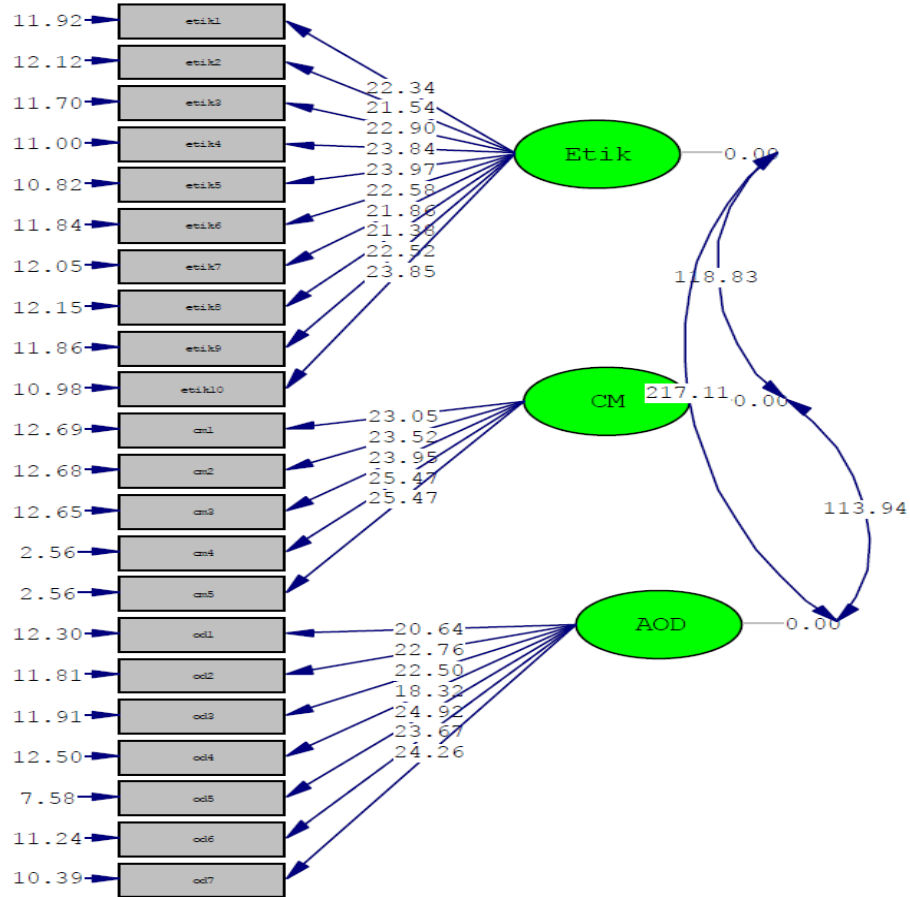 11.92 etik1
12.12 etik2
11.70 etik3
11.00 etik4
10.82 etik5
11.84 etik6
12.05 etik7
12.15 etik8
11.86 etik9
10.98 etik10
12.69 cm1
12.68 cm2
12.65 cm3
2.56 cm4
2.56 cm5
12.30 od1
11.81 od2
11.91 od3
12.50 od4
7.58 od5
11.24 od6
10.39 od7
22.34
21.54
22.90
23.84
23.97
22.58
21.86
21.38
22.52
23.85
23.05
23.52
23.95
25.47
25.47
20.64
22.76
22.50
18.32
24.92
23.67
24.26
Etik 0.00
CM 0.00
AOD 0.00
118.83
217.11
113.94